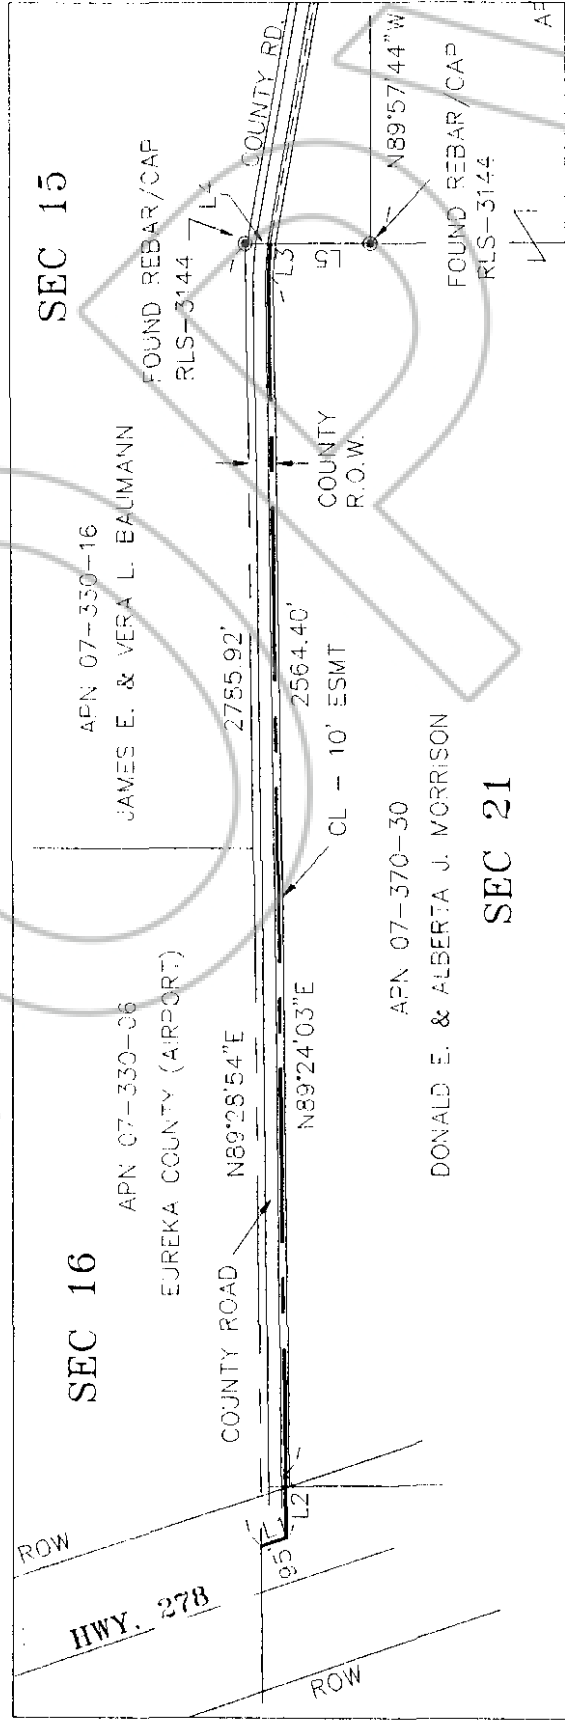 SEC 16
SEC 15
APN 07-330-06
EUREKA COUNTY (AIRPORT)
APN 07-330-16
JAMES E. & VERA L. BAUMANN
FOUND REBAR/CAP
RLS-3144
L4
COUNTY RD.
ROW
HWY. 278
ROW
COUNTY ROAD
N89°28'54"E
2785.92'
L1
L2
95'
N89°24'03"E
2564.40'
CL - 10' ESMT
COUNTY
R.O.W.
L3
L5
N89°57'44"W
FOUND REBAR/CAP
RLS-3144
APN 07-370-30
DONALD E. & ALBERTA J. MORRISON
SEC 21